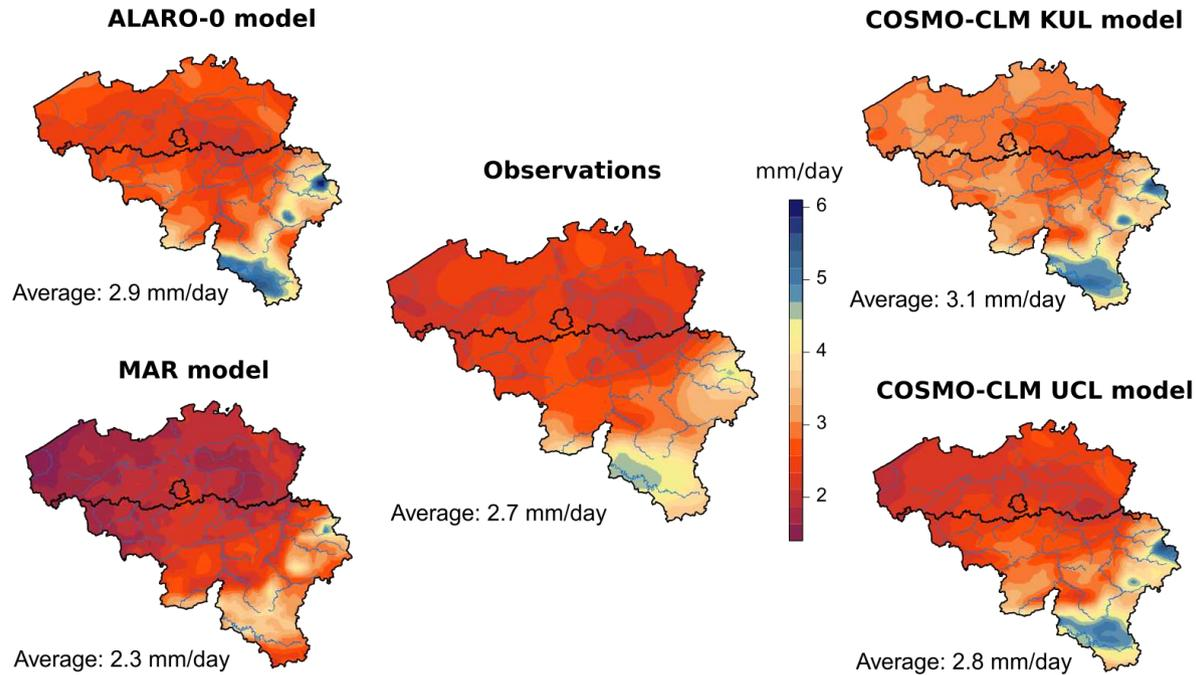 ALARO-0 model
COSMO-CLM KUL model
Average: 2.9 mm/day
Observations
mm/day
6
5
4
3
2
Average: 3.1 mm/day
MAR model
COSMO-CLM UCL model
Average: 2.7 mm/day
Average: 2.3 mm/day
Average: 2.8 mm/day